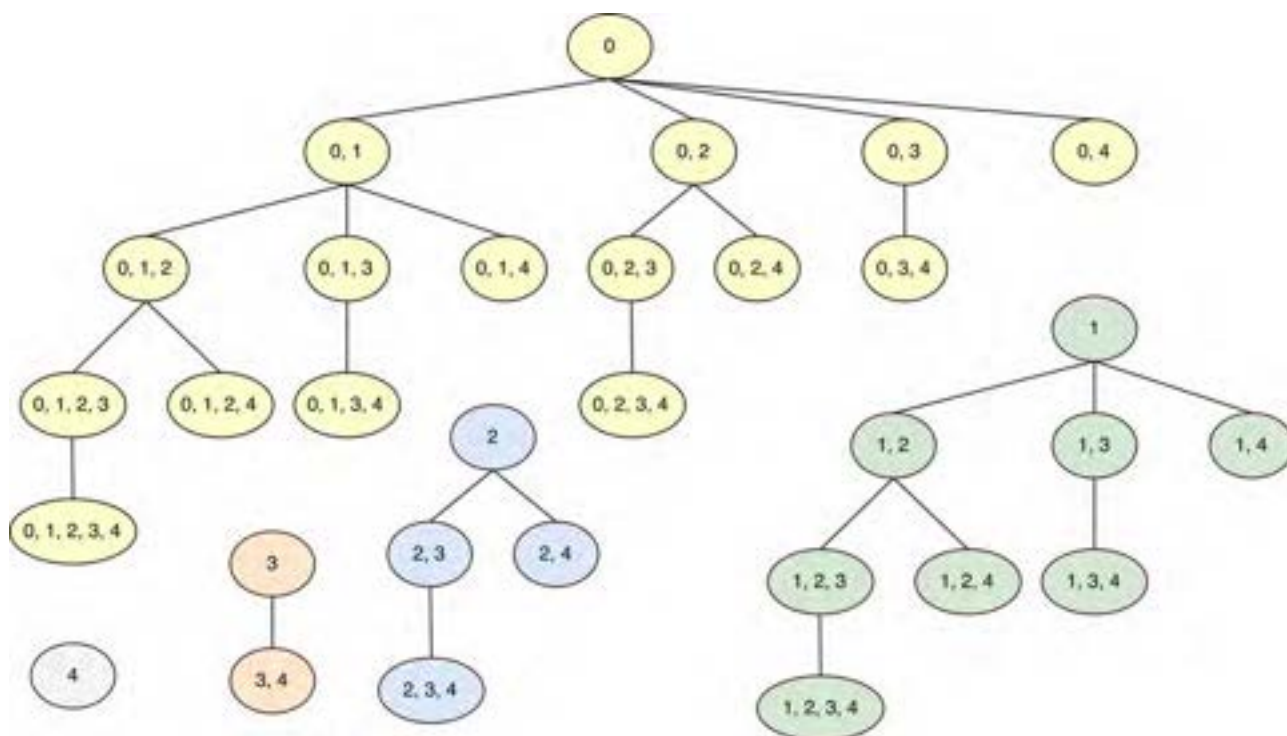 0
0, 1
0, 2
0, 3
0, 4
0, 1, 2
0, 1, 3
0, 1, 4
0, 2, 3
0, 2, 4
0, 3, 4
1
0, 1, 2, 3
0, 1, 2, 4
0, 1, 3, 4
0, 2, 3, 4
2
1, 2
1, 3
1, 4
0, 1, 2, 3, 4
3
2, 3
2, 4
1, 2, 3
1, 2, 4
1, 3, 4
4
3, 4
2, 3, 4
1, 2, 3, 4